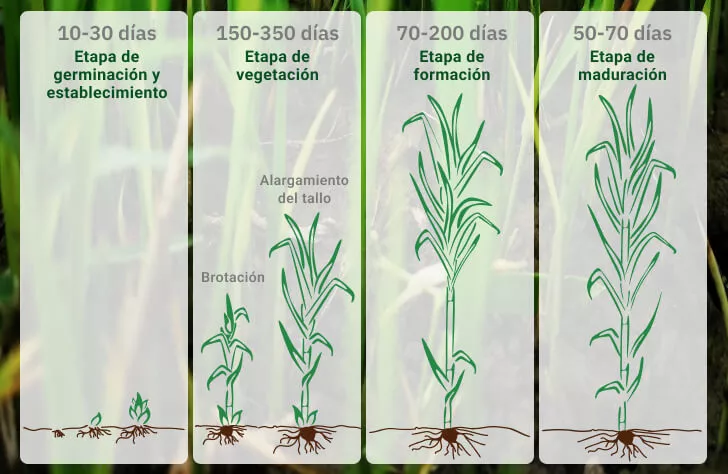 10-30 días
Etapa de
germinación y
establecimiento
150-350 días
Etapa de
vegetación
Alargamiento
del tallo
Brotación
70-200 días
Etapa de
formación
50-70 días
Etapa de
maduración